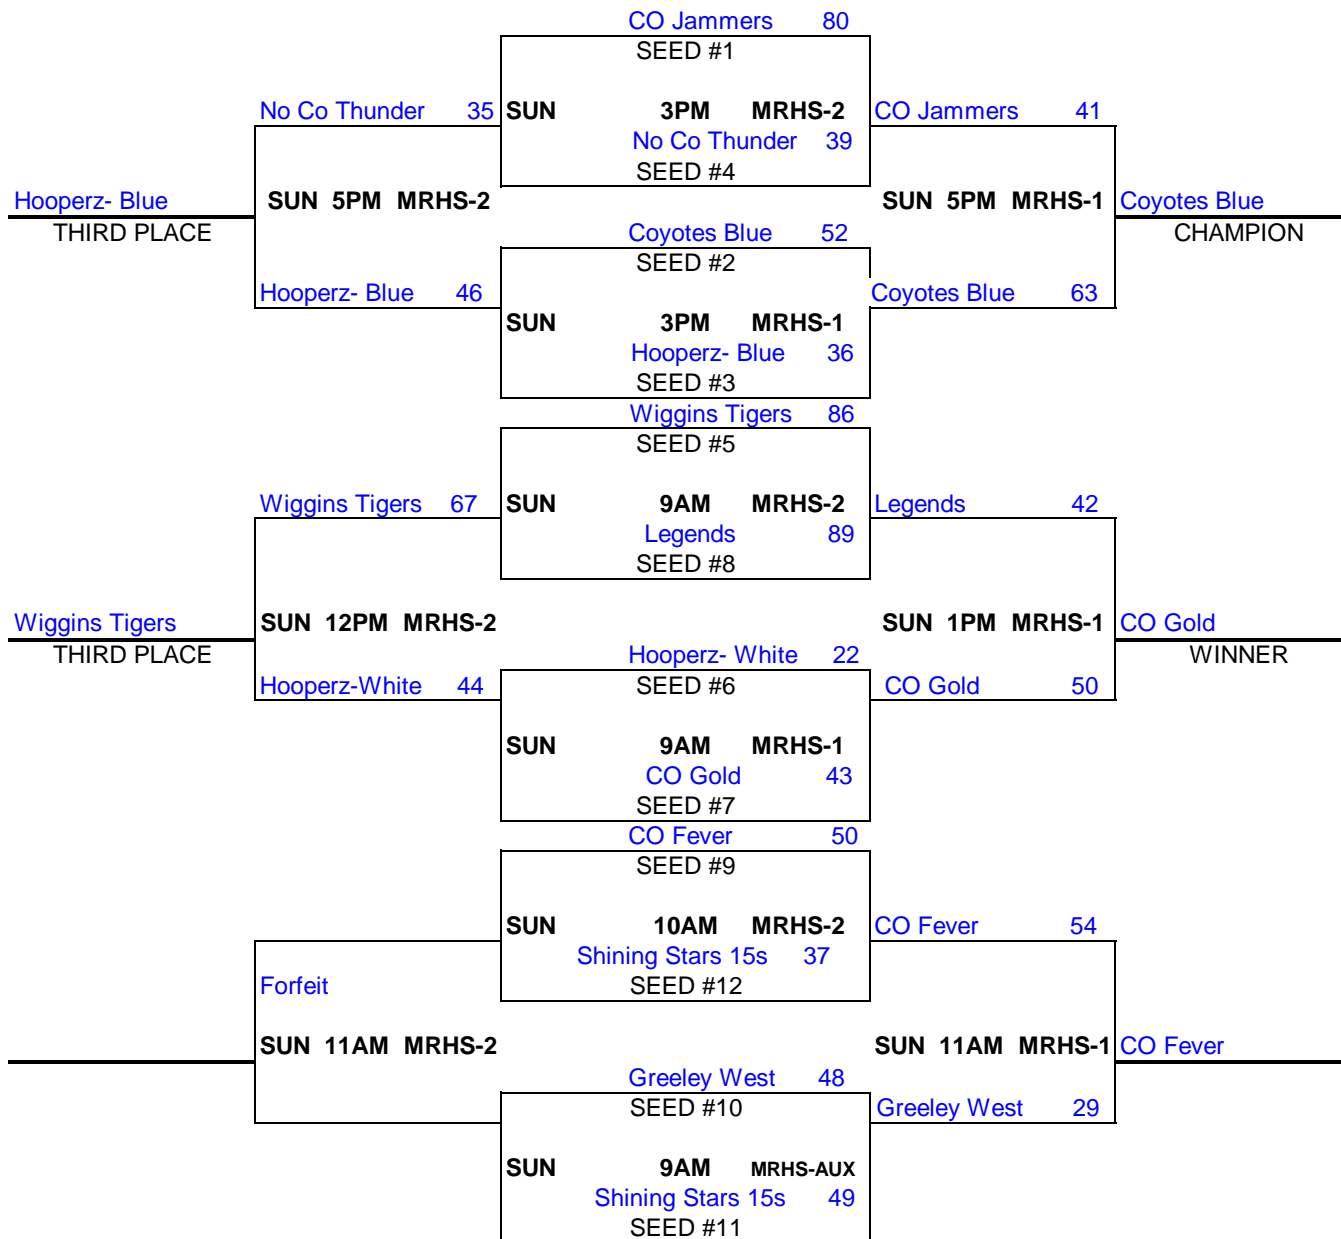 CO Jammers 80
SEED #1
No Co Thunder 35 SUN 3PM MRHS-2 CO Jammers 41
No Co Thunder 39
SEED #4
Hooperz- Blue SUN 5PM MRHS-2 SUN 5PM MRHS-1 Coyotes Blue
THIRD PLACE Coyotes Blue 52 CHAMPION
SEED #2
Hooperz- Blue 46 Coyotes Blue 63
SUN 3PM MRHS-1
Hooperz- Blue 36
SEED #3
Wiggins Tigers 86
SEED #5
Wiggins Tigers 67 SUN 9AM MRHS-2 Legends 42
Legends 89
SEED #8
Wiggins Tigers SUN 12PM MRHS-2 SUN 1PM MRHS-1 CO Gold
THIRD PLACE Hooperz- White 22 WINNER
Hooperz-White 44 SEED #6 CO Gold 50
SUN 9AM MRHS-1
CO Gold 43
SEED #7
CO Fever 50
SEED #9
SUN 10AM MRHS-2 CO Fever 54
Shining Stars 15s 37
Forfeit SEED #12
SUN 11AM MRHS-2 SUN 11AM MRHS-1 CO Fever
Greeley West 48
SEED #10 Greeley West 29
SUN 9AM MRHS-AUX
Shining Stars 15s 49
SEED #11